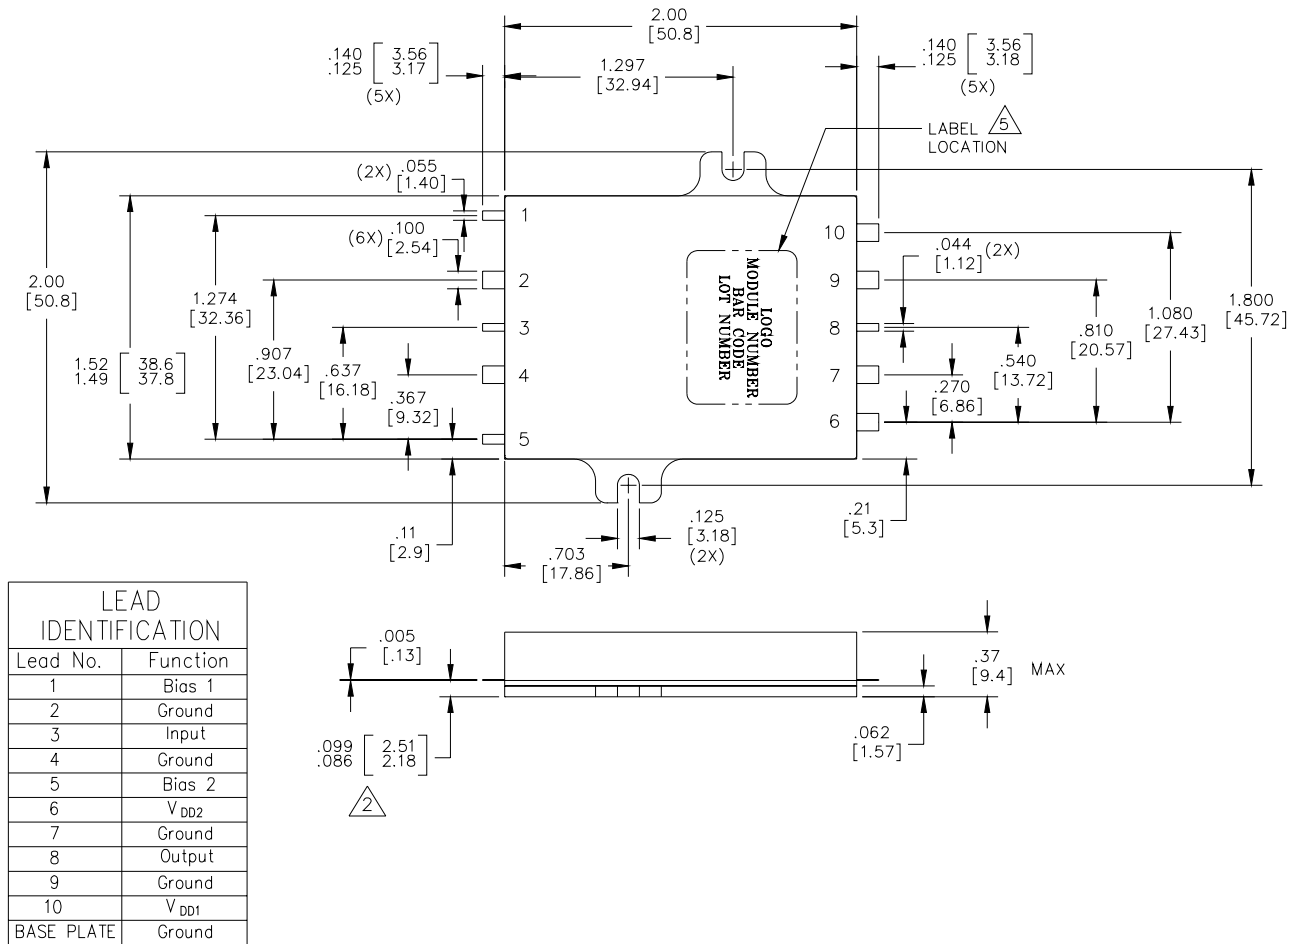 2.00
[50.8]
.140 [ 3.56
.125 3.17 ]
(5X)
1.297
[32.94]
.140 [ 3.56
.125 3.18 ]
(5X)
LABEL 5
LOCATION
(2X) .055
[1.40]
(6X) .100
[2.54]
2.00
[50.8]
1.274
[32.36]
1.52 [ 38.6
1.49 37.8 ]
.907
[23.04]
.637
[16.18]
.367
[9.32]
.11
[2.9]
1
2
3
4
5
10
9
8
7
6
LOGO
MODULE NUMBER
BAR CODE
LOT NUMBER
.044 (2X)
[1.12]
1.800
[45.72]
1.080
[27.43]
.810
[20.57]
.540
[13.72]
.270
[6.86]
.21
[5.3]
.125
[3.18]
(2X)
.703
[17.86]
LEAD
IDENTIFICATION
Lead No. Function
1 Bias 1
2 Ground
3 Input
4 Ground
5 Bias 2
6 VDD2
7 Ground
8 Output
9 Ground
10 VDD1
BASE PLATE Ground
.005
[.13]
.099 [ 2.51
.086 2.18 ]
2
.37
[9.4] MAX
.062
[1.57]